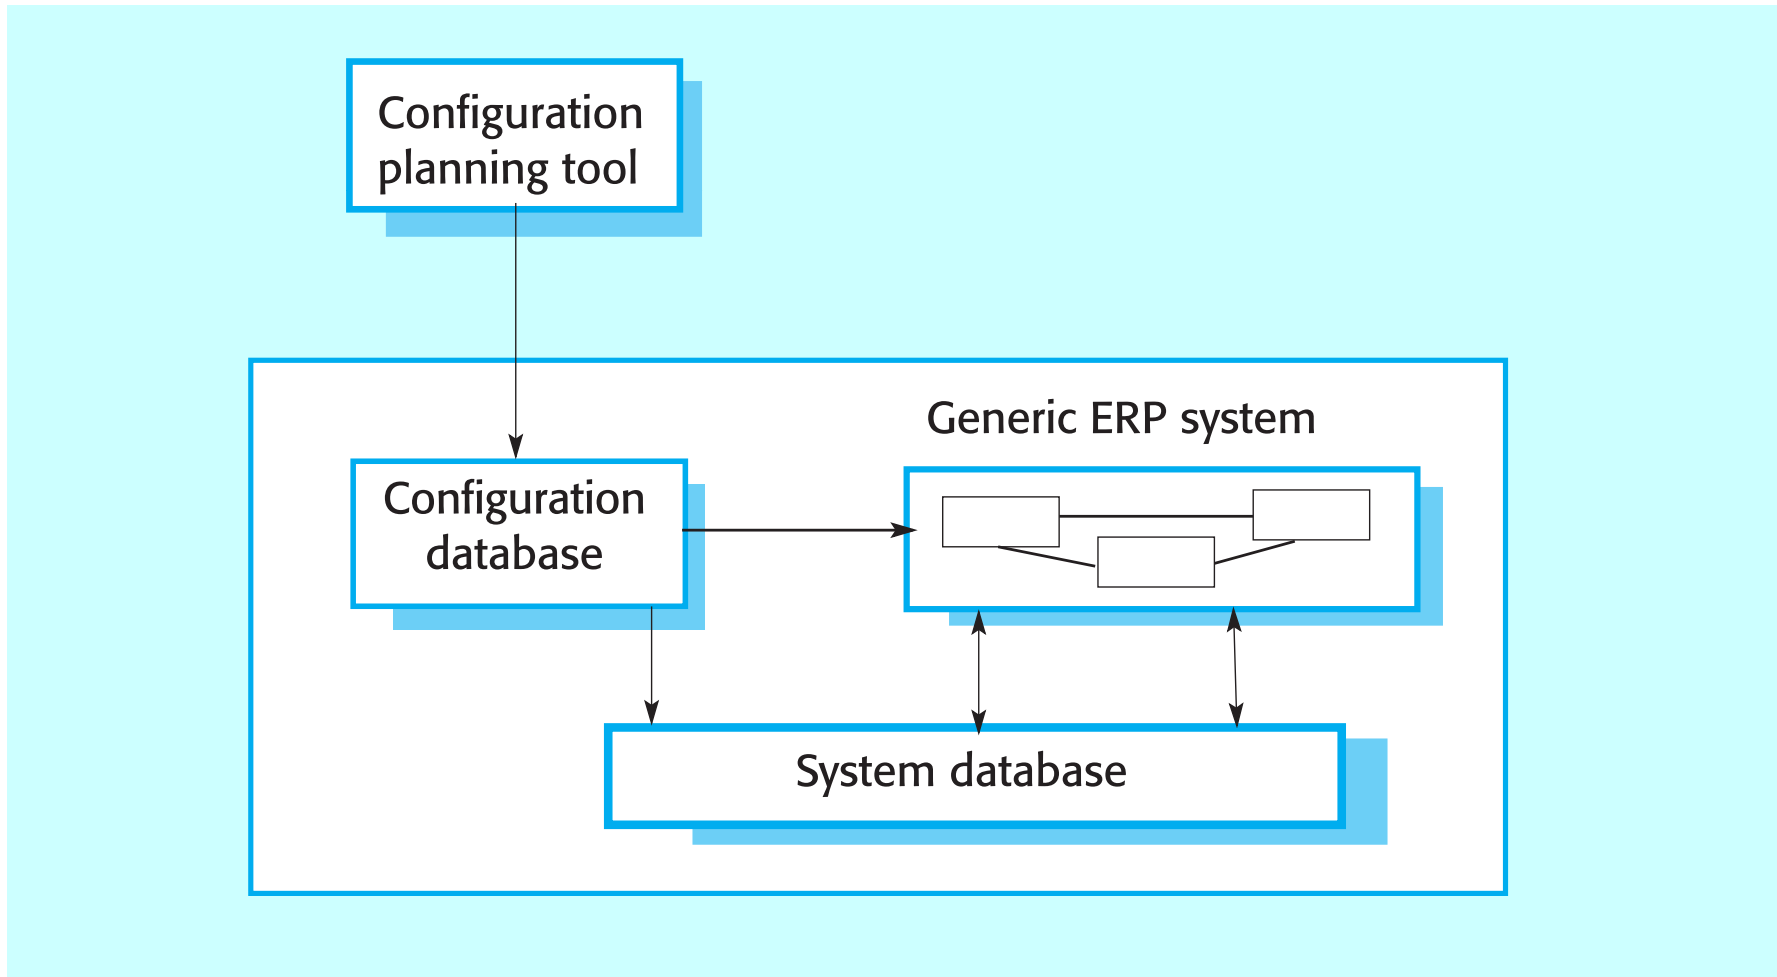 Configuration
planning tool
Generic ERP system
Configuration
database
System database